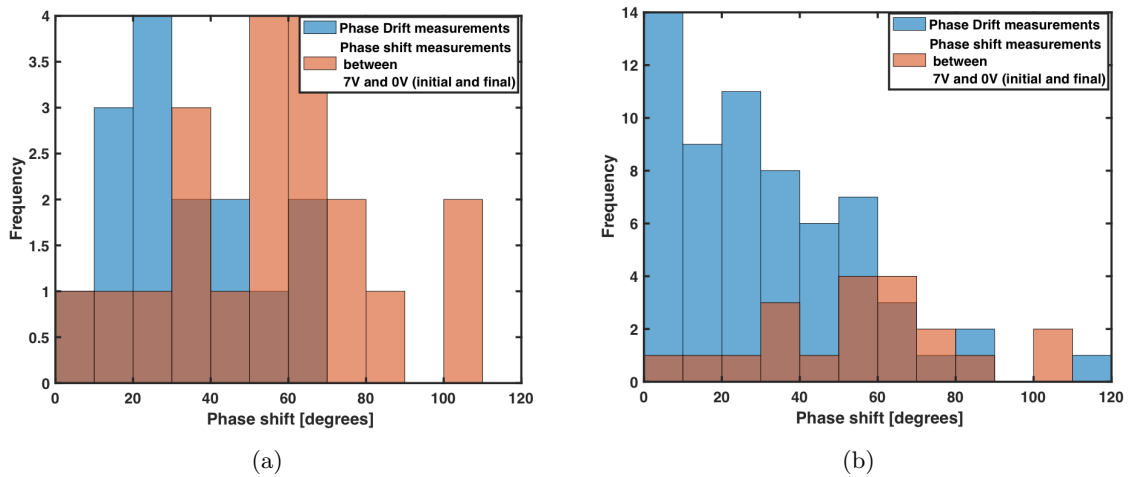 4
3.5
3
2.5
2
1.5
1
0.5
0
Frequency
Phase Drift measurements
Phase shift measurements
between
7V and 0V (initial and final)
0 20 40 60 80 100 120
Phase shift [degrees]
(a)
14
12
10
8
6
4
2
0
Frequency
Phase Drift measurements
Phase shift measurements
between
7V and 0V (initial and final)
0 20 40 60 80 100 120
Phase shift [degrees]
(b)